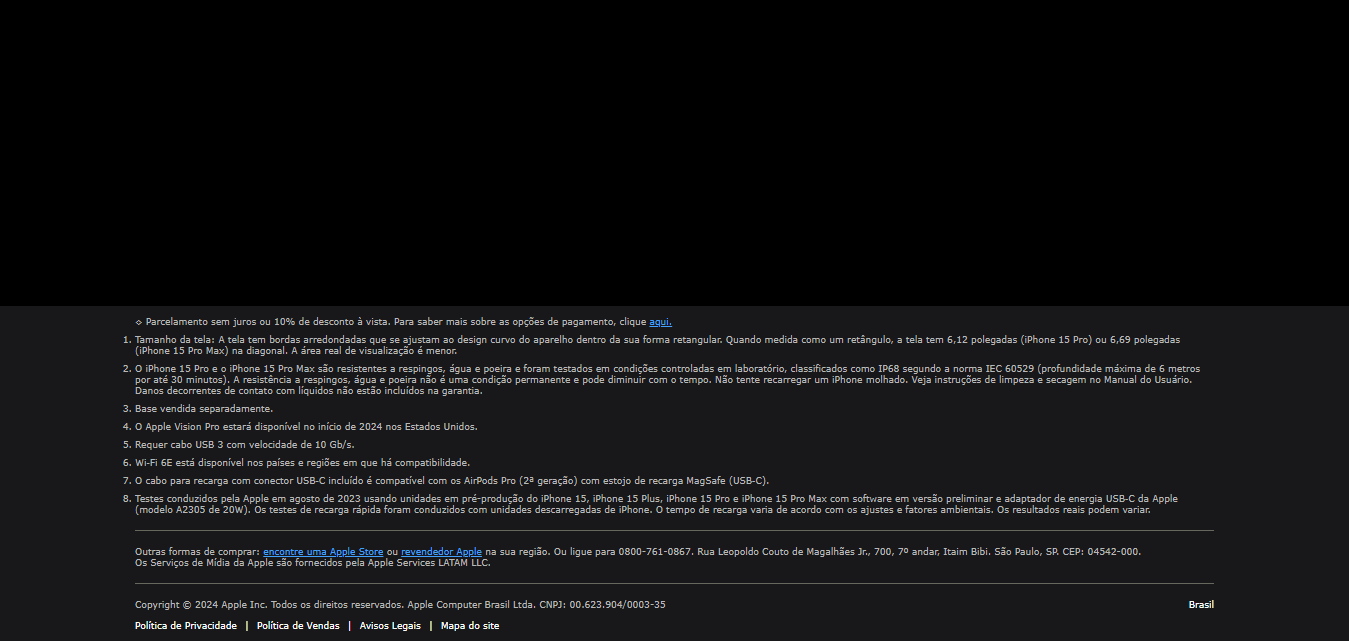 ◇ Parcelamento sem juros ou 10% de desconto à vista. Para saber mais sobre as opções de pagamento, clique aqui.
1. Tamanho da tela: A tela tem bordas arredondadas que se ajustam ao design curvo do aparelho dentro da sua forma retangular. Quando medida como um retângulo, a tela tem 6,12 polegadas (iPhone 15 Pro) ou 6,69 polegadas
(iPhone 15 Pro Max) na diagonal. A área real de visualização é menor.
2. O iPhone 15 Pro e o iPhone 15 Pro Max são resistentes a respingos, água e poeira e foram testados em condições controladas em laboratório, classificados como IP68 segundo a norma IEC 60529 (profundidade máxima de 6 metros
por até 30 minutos). A resistência a respingos, água e poeira não é uma condição permanente e pode diminuir com o tempo. Não tente recarregar um iPhone molhado. Veja instruções de limpeza e secagem no Manual do Usuário.
Danos decorrentes de contato com líquidos não estão incluídos na garantia.
3. Base vendida separadamente.
4. O Apple Vision Pro estará disponível no início de 2024 nos Estados Unidos.
5. Requer cabo USB 3 com velocidade de 10 Gb/s.
6. Wi-Fi 6E está disponível nos países e regiões em que há compatibilidade.
7. O cabo para recarga com conector USB-C incluído é compatível com os AirPods Pro (2ª geração) com estojo de recarga MagSafe (USB-C).
8. Testes conduzidos pela Apple em agosto de 2023 usando unidades em pré-produção do iPhone 15, iPhone 15 Plus, iPhone 15 Pro e iPhone 15 Pro Max com software em versão preliminar e adaptador de energia USB-C da Apple
(modelo A2305 de 20W). Os testes de recarga rápida foram conduzidos com unidades descarregadas de iPhone. O tempo de recarga varia de acordo com os ajustes e fatores ambientais. Os resultados reais podem variar.
Outras formas de comprar: encontre uma Apple Store ou revendedor Apple na sua região. Ou ligue para 0800-761-0867. Rua Leopoldo Couto de Magalhães Jr., 700, 7º andar, Itaim Bibi. São Paulo, SP. CEP: 04542-000.
Os Serviços de Mídia da Apple são fornecidos pela Apple Services LATAM LLC.
Copyright © 2024 Apple Inc. Todos os direitos reservados. Apple Computer Brasil Ltda. CNPJ: 00.623.904/0003-35 Brasil
Política de Privacidade | Política de Vendas | Avisos Legais | Mapa do site